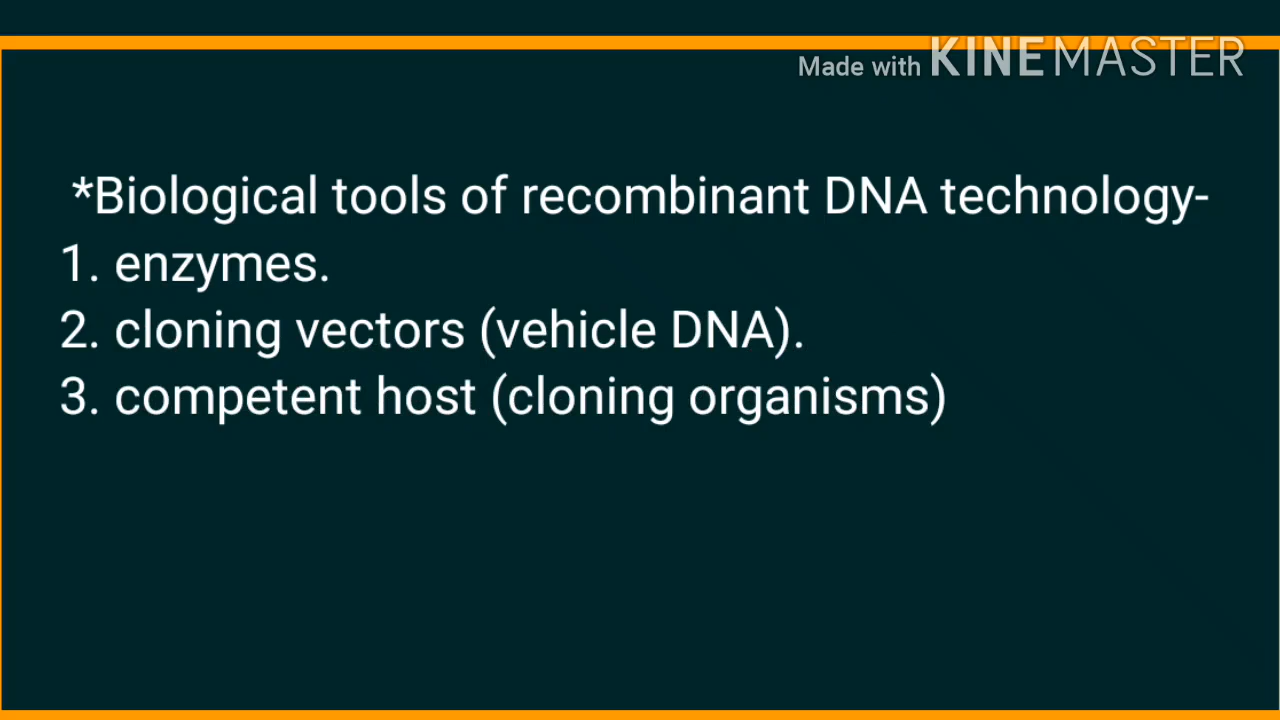 Made with KINEMASTER
*Biological tools of recombinant DNA technology-
1. enzymes.
2. cloning vectors (vehicle DNA).
3. competent host (cloning organisms)